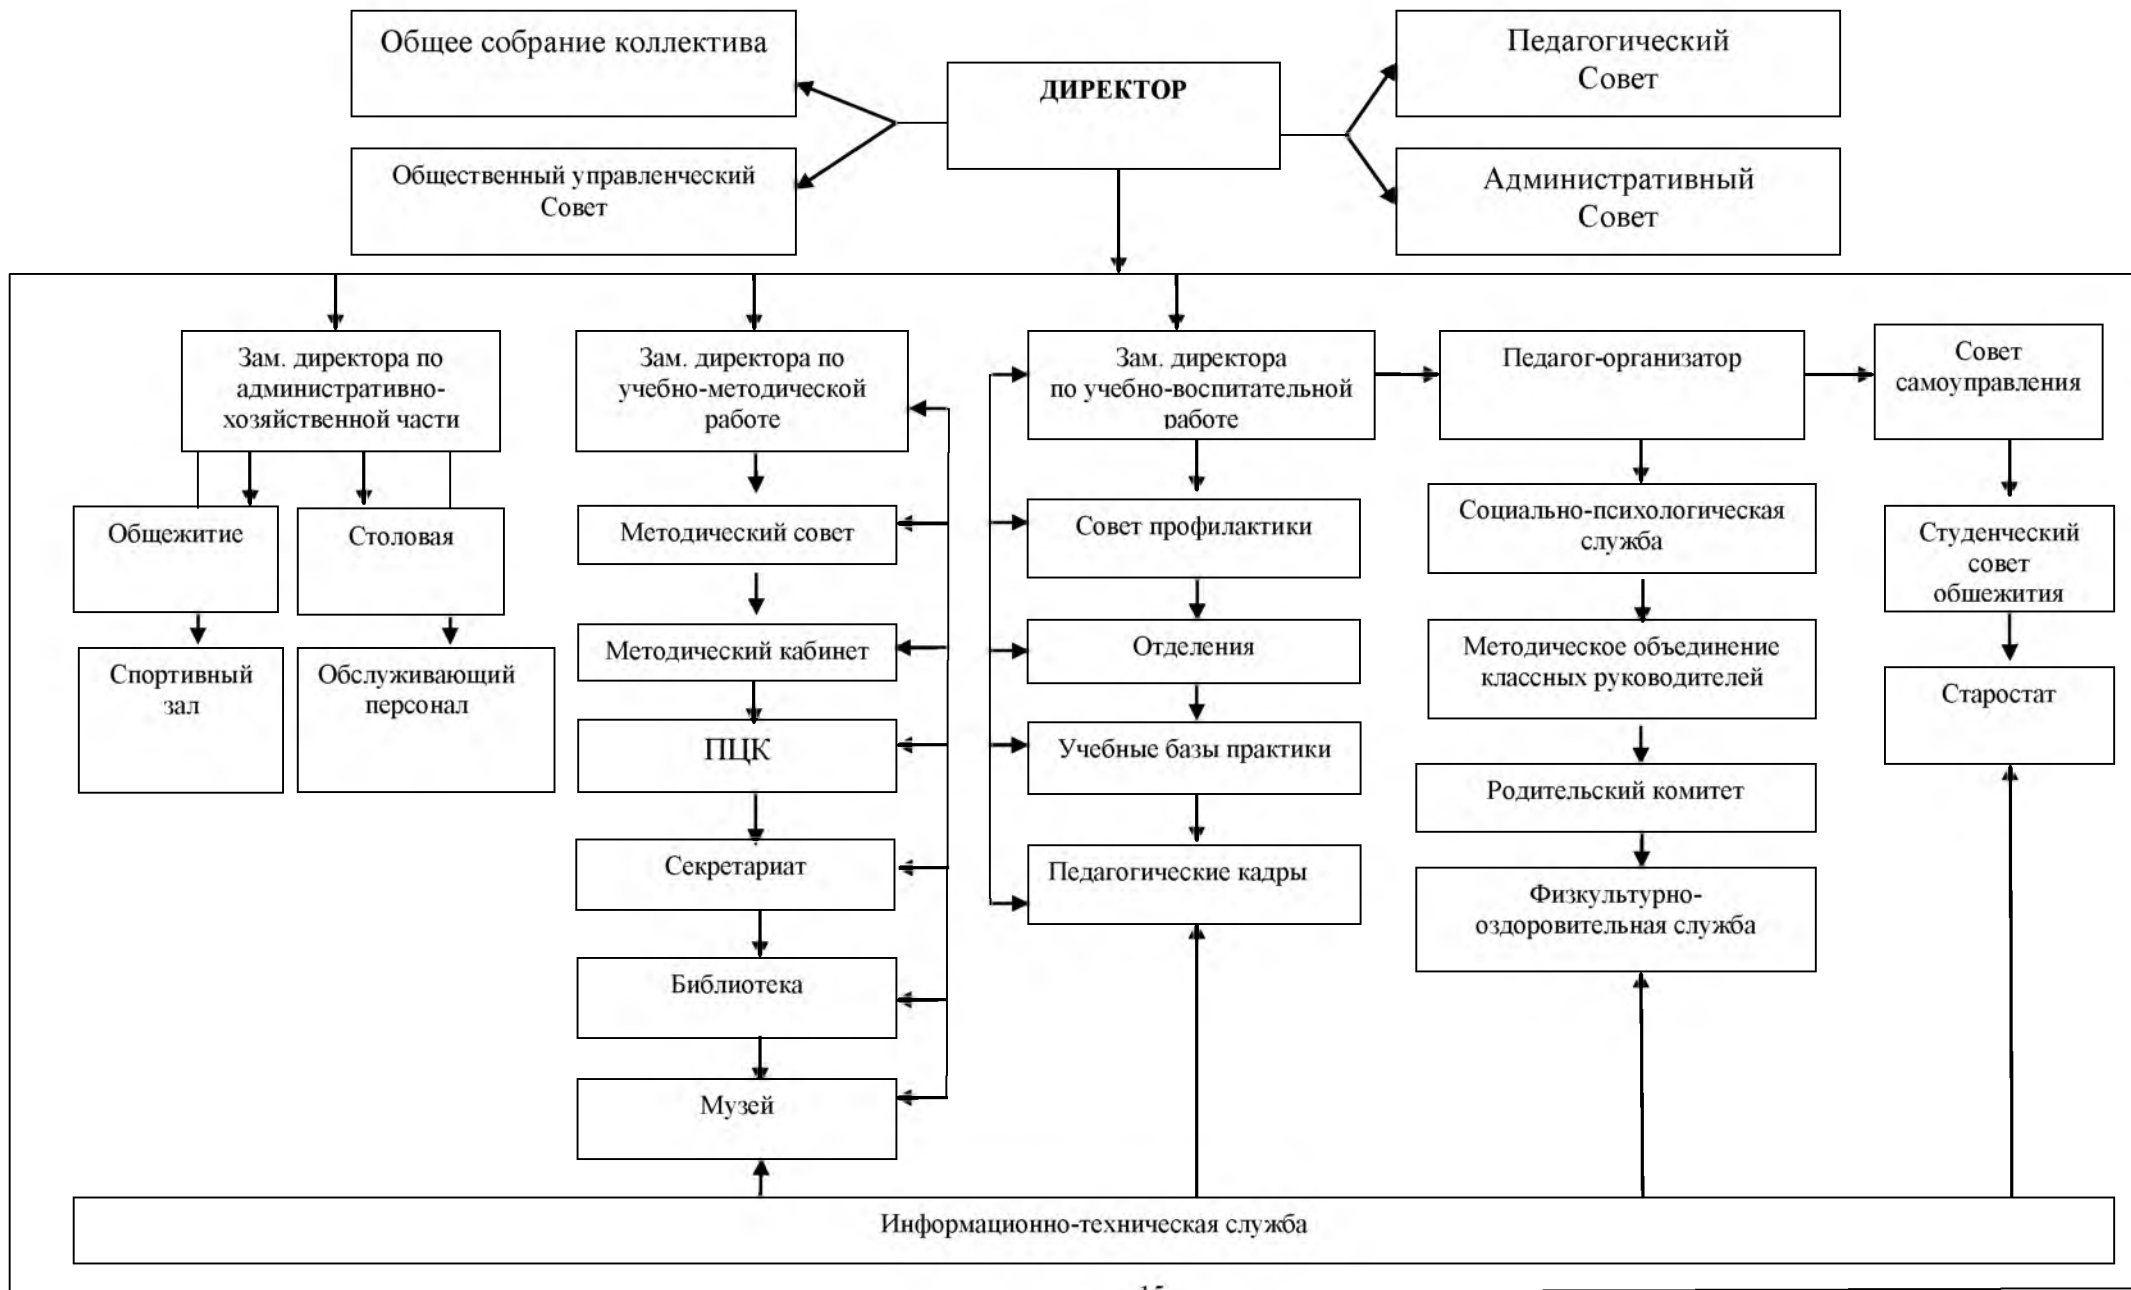 Общее собрание коллектива
ДИРЕКТОР
Педагогический
Совет
Общественный управленческий
Совет
Административный
Совет
Зам. директора по
административно-
хозяйственной части
Зам. директора по
учебно-методической
работе
Зам. директора
по учебно-воспитательной
работе
Педагог-организатор
Совет
самоуправления
Общежитие
Столовая
Спортивный
зал
Обслуживающий
персонал
Методический совет
Методический кабинет
ПЦК
Секретариат
Библиотека
Музей
Совет профилактики
Отделения
Учебные базы практики
Педагогические кадры
Социально-психологическая
служба
Методическое объединение
классных руководителей
Родительский комитет
Физкультурно-
оздоровительная служба
Студенческий
совет
обшежития
Старостат
Информационно-техническая служба